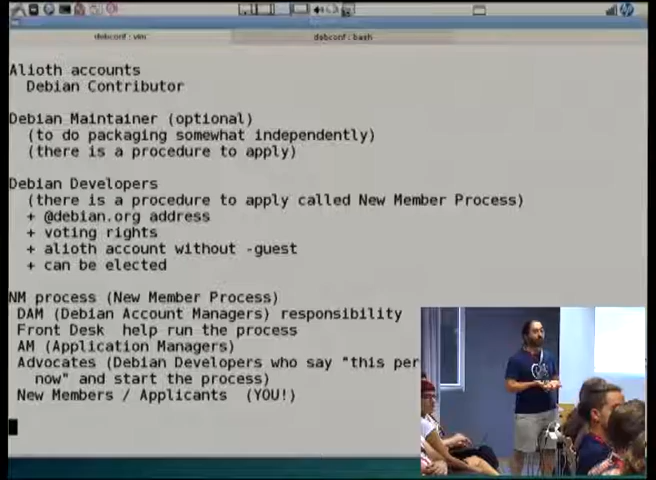 debconf : vim
debconf : bash
Alioth accounts
Debian Contributor
Debian Maintainer (optional)
(to do packaging somewhat independently)
(there is a procedure to apply)
Debian Developers
(there is a procedure to apply called New Member Process)
+ @debian.org address
+ voting rights
+ alioth account without -guest
+ can be elected
NM process (New Member Process)
DAM (Debian Account Managers) responsibility
Front Desk help run the process
AM (Application Managers)
Advocates (Debian Developers who say "this per
now" and start the process)
New Members / Applicants (YOU!)
hp